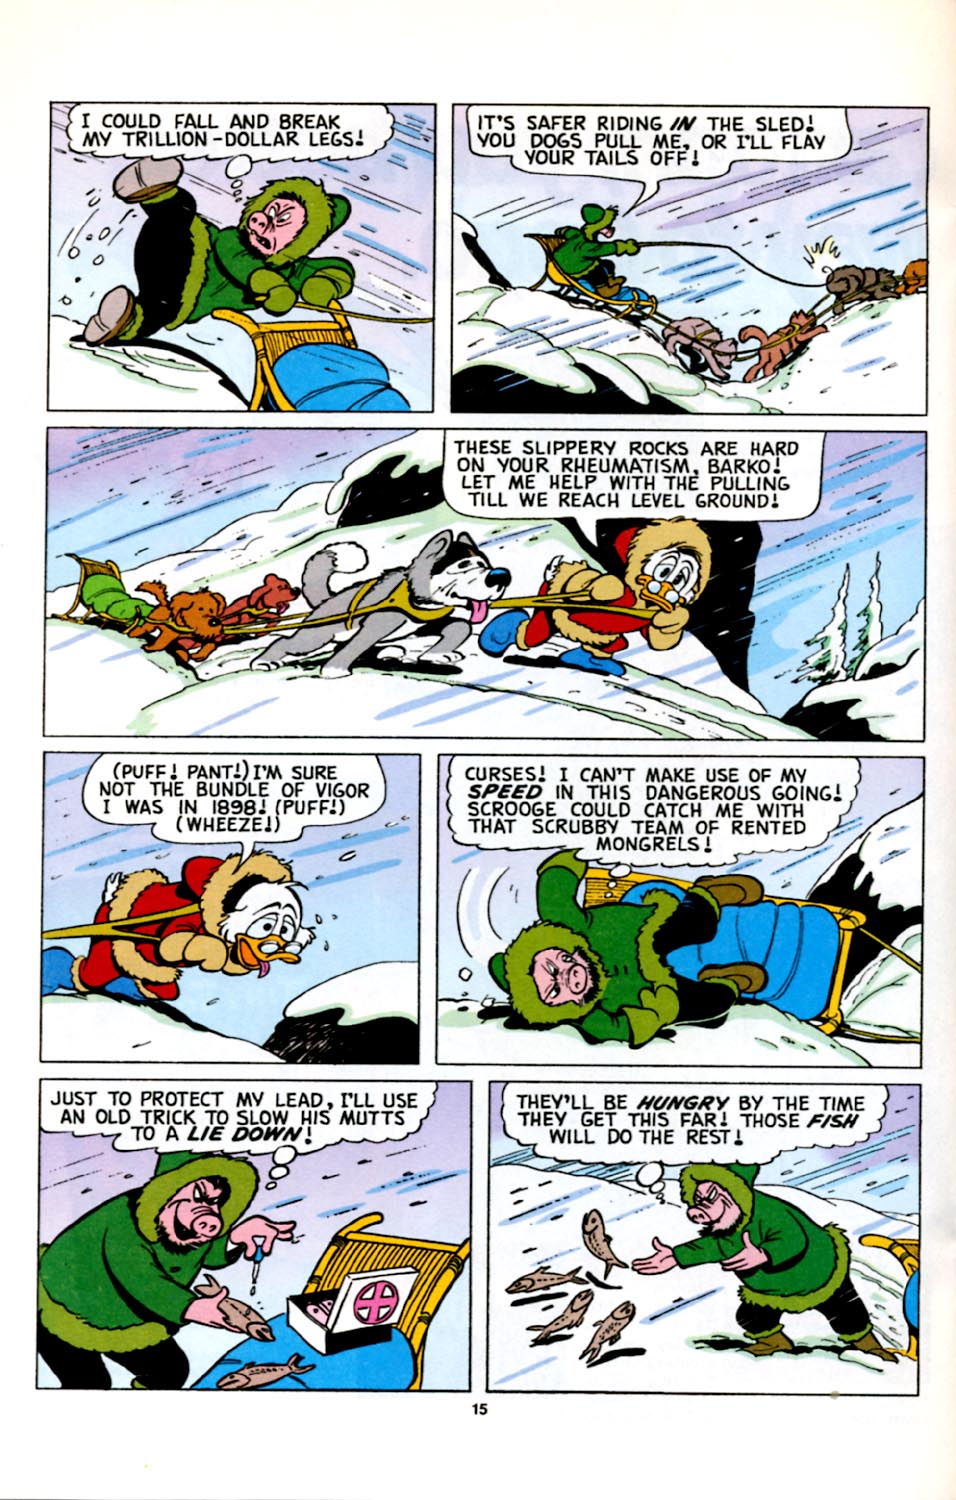 I COULD FALL AND BREAK
MY TRILLION-DOLLAR LEGS!
IT'S SAFER RIDING IN THE SLED!
YOU DOGS PULL ME, OR I'LL FLAY
YOUR TAILS OFF!
THESE SLIPPERY ROCKS ARE HARD
ON YOUR RHEUMATISM, BARKO!
LET ME HELP WITH THE PULLING
TILL WE REACH LEVEL GROUND!
(PUFF! PANT!) I'M SURE
NOT THE BUNDLE OF VIGOR
I WAS IN 1898! (PUFF!)
(WHEEZE!)
CURSES! I CAN'T MAKE USE OF MY
SPEED IN THIS DANGEROUS GOING!
SCROOGE COULD CATCH ME WITH
THAT SCRUBBY TEAM OF RENTED
MONGRELS!
JUST TO PROTECT MY LEAD, I'LL USE
AN OLD TRICK TO SLOW HIS MUTTS
TO A LIE DOWN!
THEY'LL BE HUNGRY BY THE TIME
THEY GET THIS FAR! THOSE FISH
WILL DO THE REST!
15